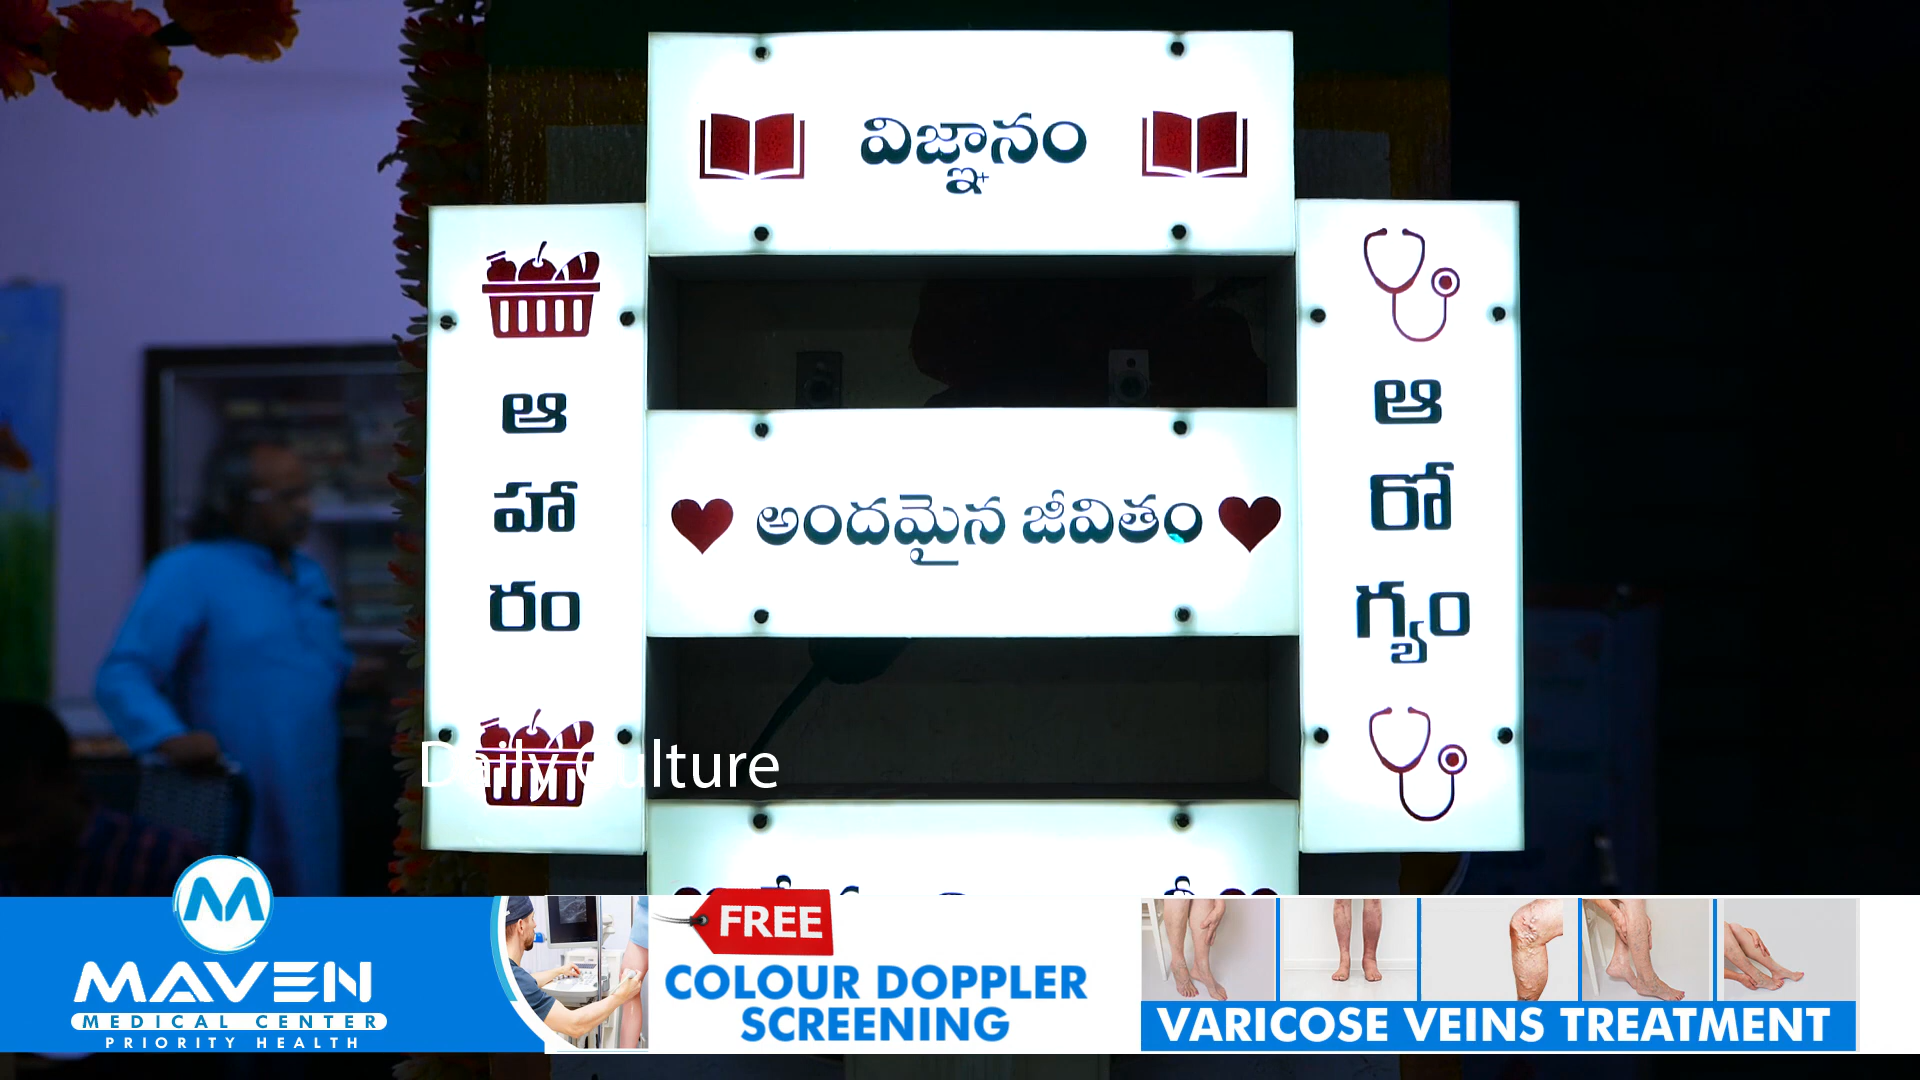 విజ్ఞానం
ఆ
హా
రం
అందమైన జీవితం
ఆ
రో
గ్యం
Daily Culture
MAVEN
MEDICAL CENTER
PRIORITY HEALTH
FREE
COLOUR DOPPLER
SCREENING
VARICOSE VEINS TREATMENT